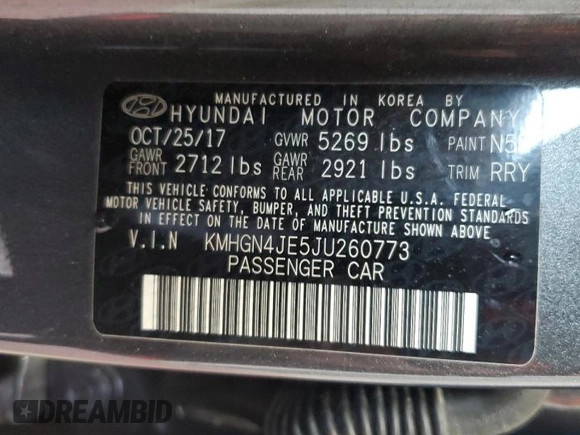 MANUFACTURED IN KOREA BY
HYUNDAI MOTOR COMPANY
OCT/25/17 GVWR 5269 lbs PAINT
GAWR FRONT 2712 lbs GAWR REAR 2921 lbs TRIM RRY
THIS VEHICLE CONFORMS TO ALL APPLICABLE U.S.A. FEDERAL
MOTOR VEHICLE SAFETY, BUMPER, AND THEFT PREVENTION STANDARDS
IN EFFECT ON THE DATE OF MANUFACTURE SHOWN ABOVE
V.I.N KMHGN4JE5JU260773
PASSENGER CAR
DREAMBID